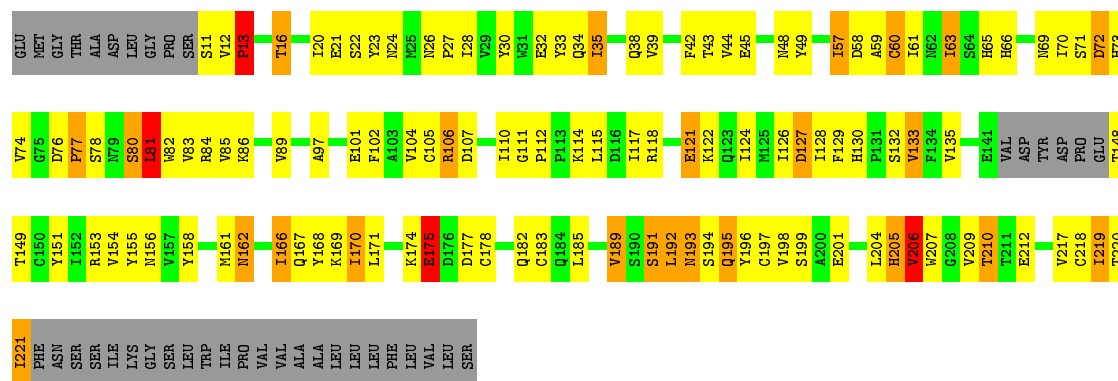 GLU MET GLY THR ALA ASP LEU GLY PRO SER S11 V12 P13 T16 I20 E21 S22 Y23 N24 M25 N26 P27 I28 V29 Y30 W31 E32 Y33 Q34 I35 Q38 V39 F42 T43 V44 E45 N48 Y49 I57 D58 A59 C60 I61 N62 I63 S64 H65 H66 N69 I70 S71 D72 H73
V74 G75 D76 P77 S78 N79 S80 L81 W82 V83 R84 V85 K86 V89 A97 E101 F102 A103 V104 C105 R106 D107 I110 G111 P112 P113 K114 L115 D116 I117 R118 E121 K122 Q123 I124 M125 I126 D127 I128 F129 H130 P131 S132 V133 F134 V135 E141 VAL ASP TYR ASP PRO GLU T148
T149 C150 Y151 I152 R153 V154 Y155 N156 V157 Y158 M161 N162 I166 Q167 Y168 K169 I170 L171 K174 E175 D176 D177 C178 Q182 C183 Q184 L185 V189 S190 S191 L192 N193 S194 Q195 Y196 C197 V198 S199 A200 E201 L204 H205 V206 W207 G208 V209 T210 T211 E212 V217 C218 I219 T220
I221 PHE ASN SER SER ILE LYS GLY SER LEU TRP ILE PRO VAL VAL ALA ALA LEU LEU LEU PHE LEU VAL LEU SER